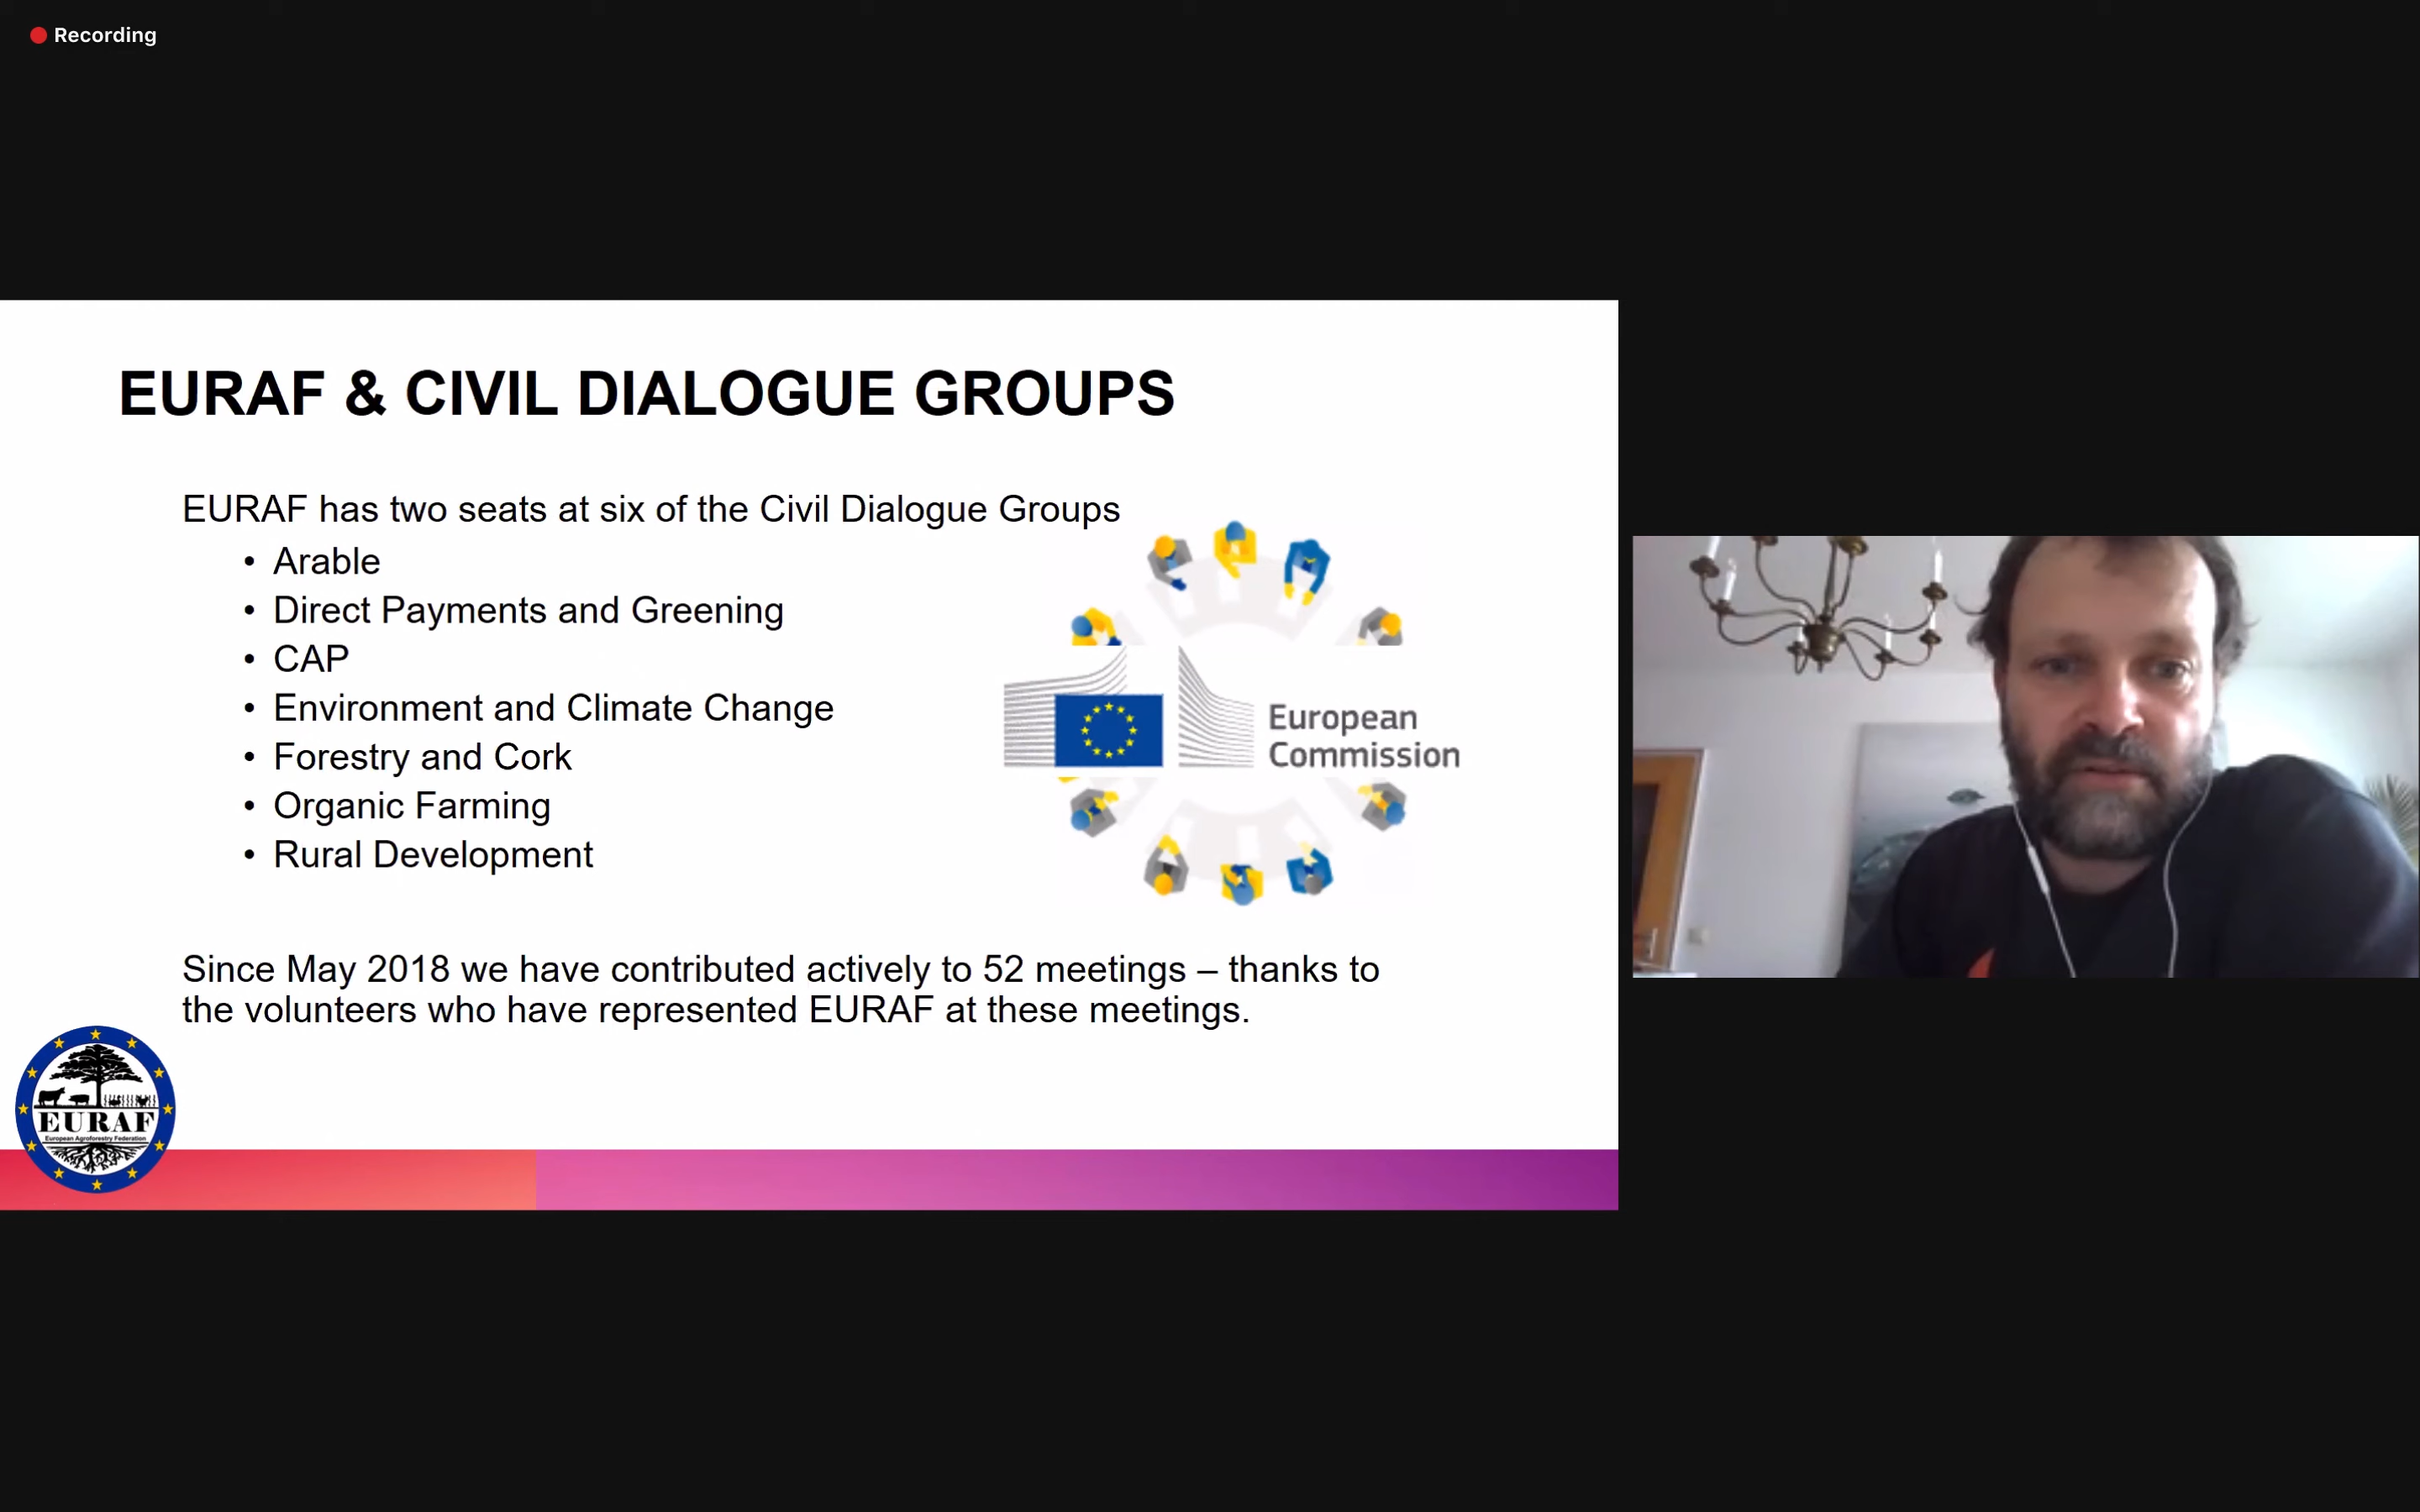 Recording
EURAF & CIVIL DIALOGUE GROUPS
EURAF has two seats at six of the Civil Dialogue Groups
• Arable
• Direct Payments and Greening
• CAP
• Environment and Climate Change
• Forestry and Cork
• Organic Farming
• Rural Development
European
Commission
Since May 2018 we have contributed actively to 52 meetings – thanks to
the volunteers who have represented EURAF at these meetings.
EURAF
European Agroforestry Federation